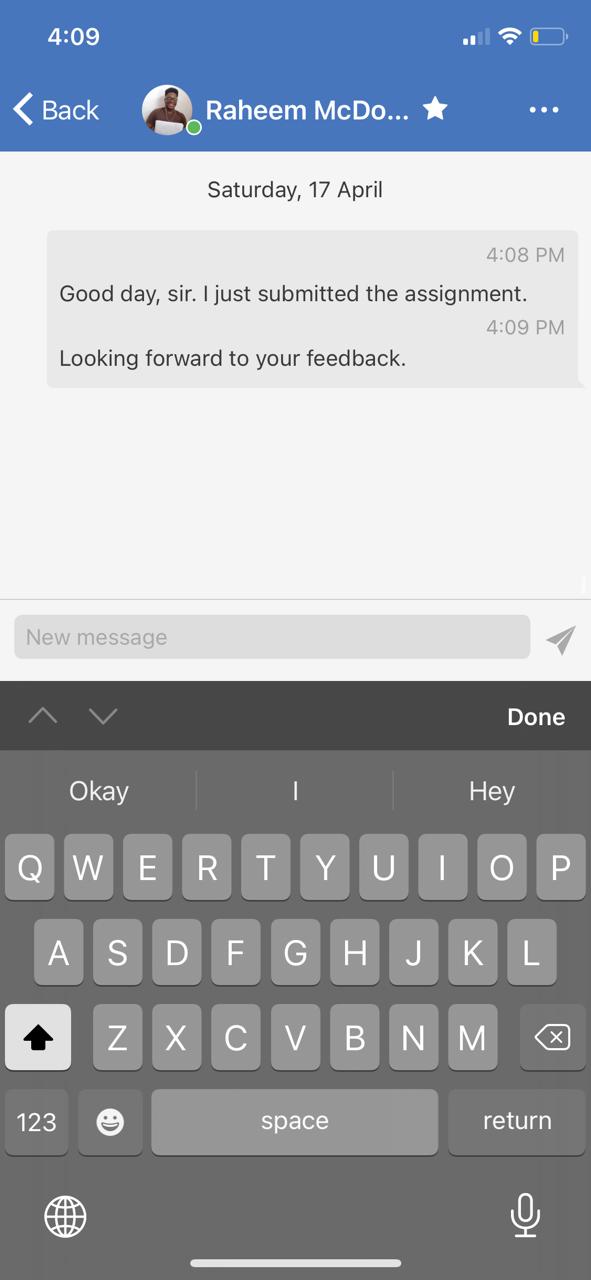 4:09
Back Raheem McDo...
Saturday, 17 April
4:08 PM
Good day, sir. I just submitted the assignment.
4:09 PM
Looking forward to your feedback.
New message
Done
Okay I Hey
Q W E R T Y U I O P
A S D F G H J K L
Z X C V B N M
123 space return